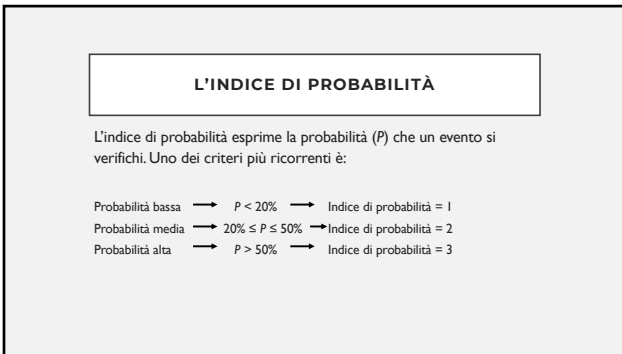 L'INDICE DI PROBABILITÀ
L'indice di probabilità esprime la probabilità (P) che un evento si
verifichi. Uno dei criteri più ricorrenti è:
Probabilità bassa → P < 20% → Indice di probabilità = 1
Probabilità media → 20% ≤ P ≤ 50% → Indice di probabilità = 2
Probabilità alta → P > 50% → Indice di probabilità = 3